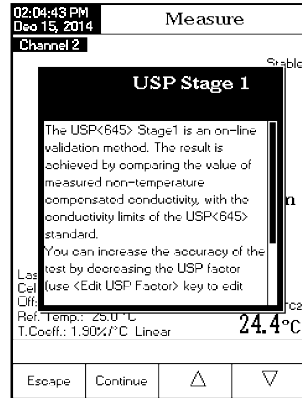 02:04:43 PM
Dec 15, 2014
Measure
Channel 2
Stable
USP Stage 1
The USP<645> Stage1 is an on-line
validation method. The result is
achieved by comparing the value of
measured non-temperature
compensated conductivity, with the
conductivity limits of the USP<645>
standard.
You can increase the accuracy of the
test by decreasing the USP factor
(use <Edit USP Factor> key to edit
n
Las
Cel
Off:
Ref. Temp.: 25.0 °C
T.Coeff.: 1.90%/°C Linear
24.4°C
Escape
Continue